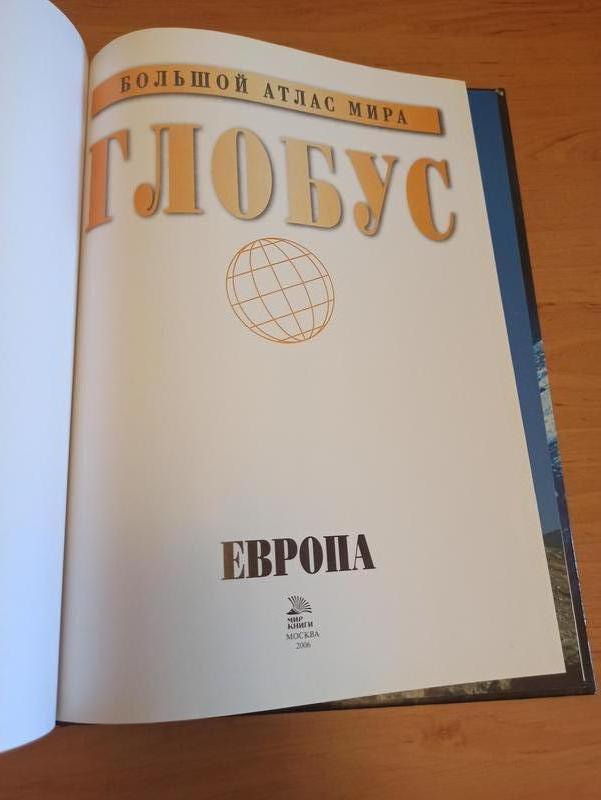 БОЛЬШОЙ АТЛАС МИРА
ГЛОБУС
ЕВРОПА
МИР
КНИГИ
МОСКВА
2006